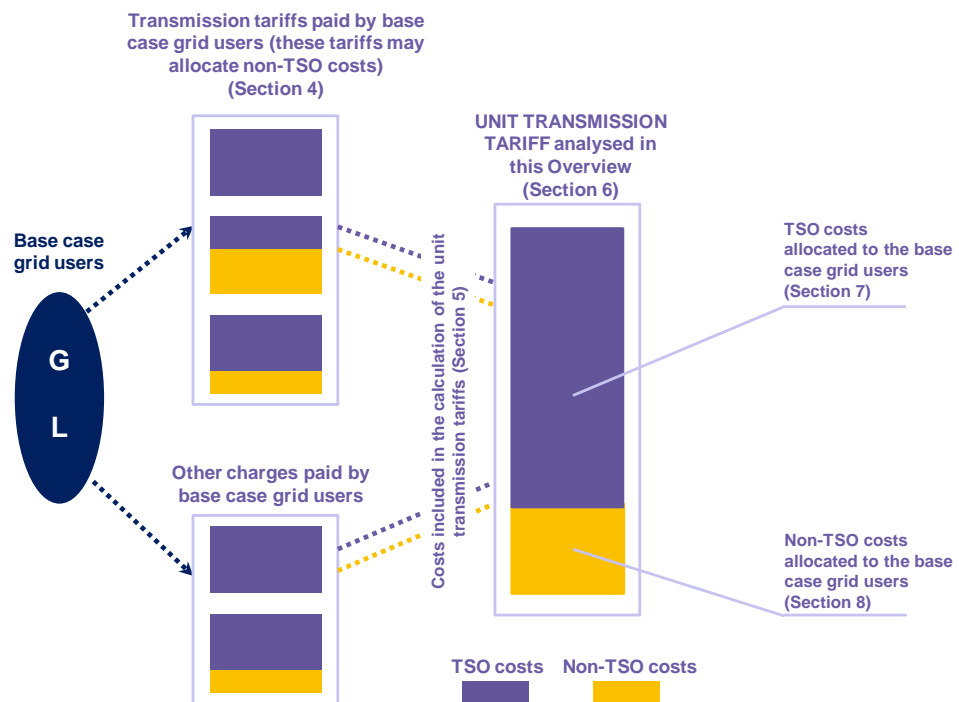 Transmission tariffs paid by base
case grid users (these tariffs may
allocate non-TSO costs)
(Section 4)
UNIT TRANSMISSION
TARIFF analysed in
this Overview
(Section 6)
Base case
grid users
G
L
Costs included in the calculation of the unit
transmission tariffs (Section 5)
TSO costs
allocated to the base
case grid users
(Section 7)
Other charges paid by
base case grid users
Non-TSO costs
allocated to the base
case grid users
(Section 8)
TSO costs
Non-TSO costs